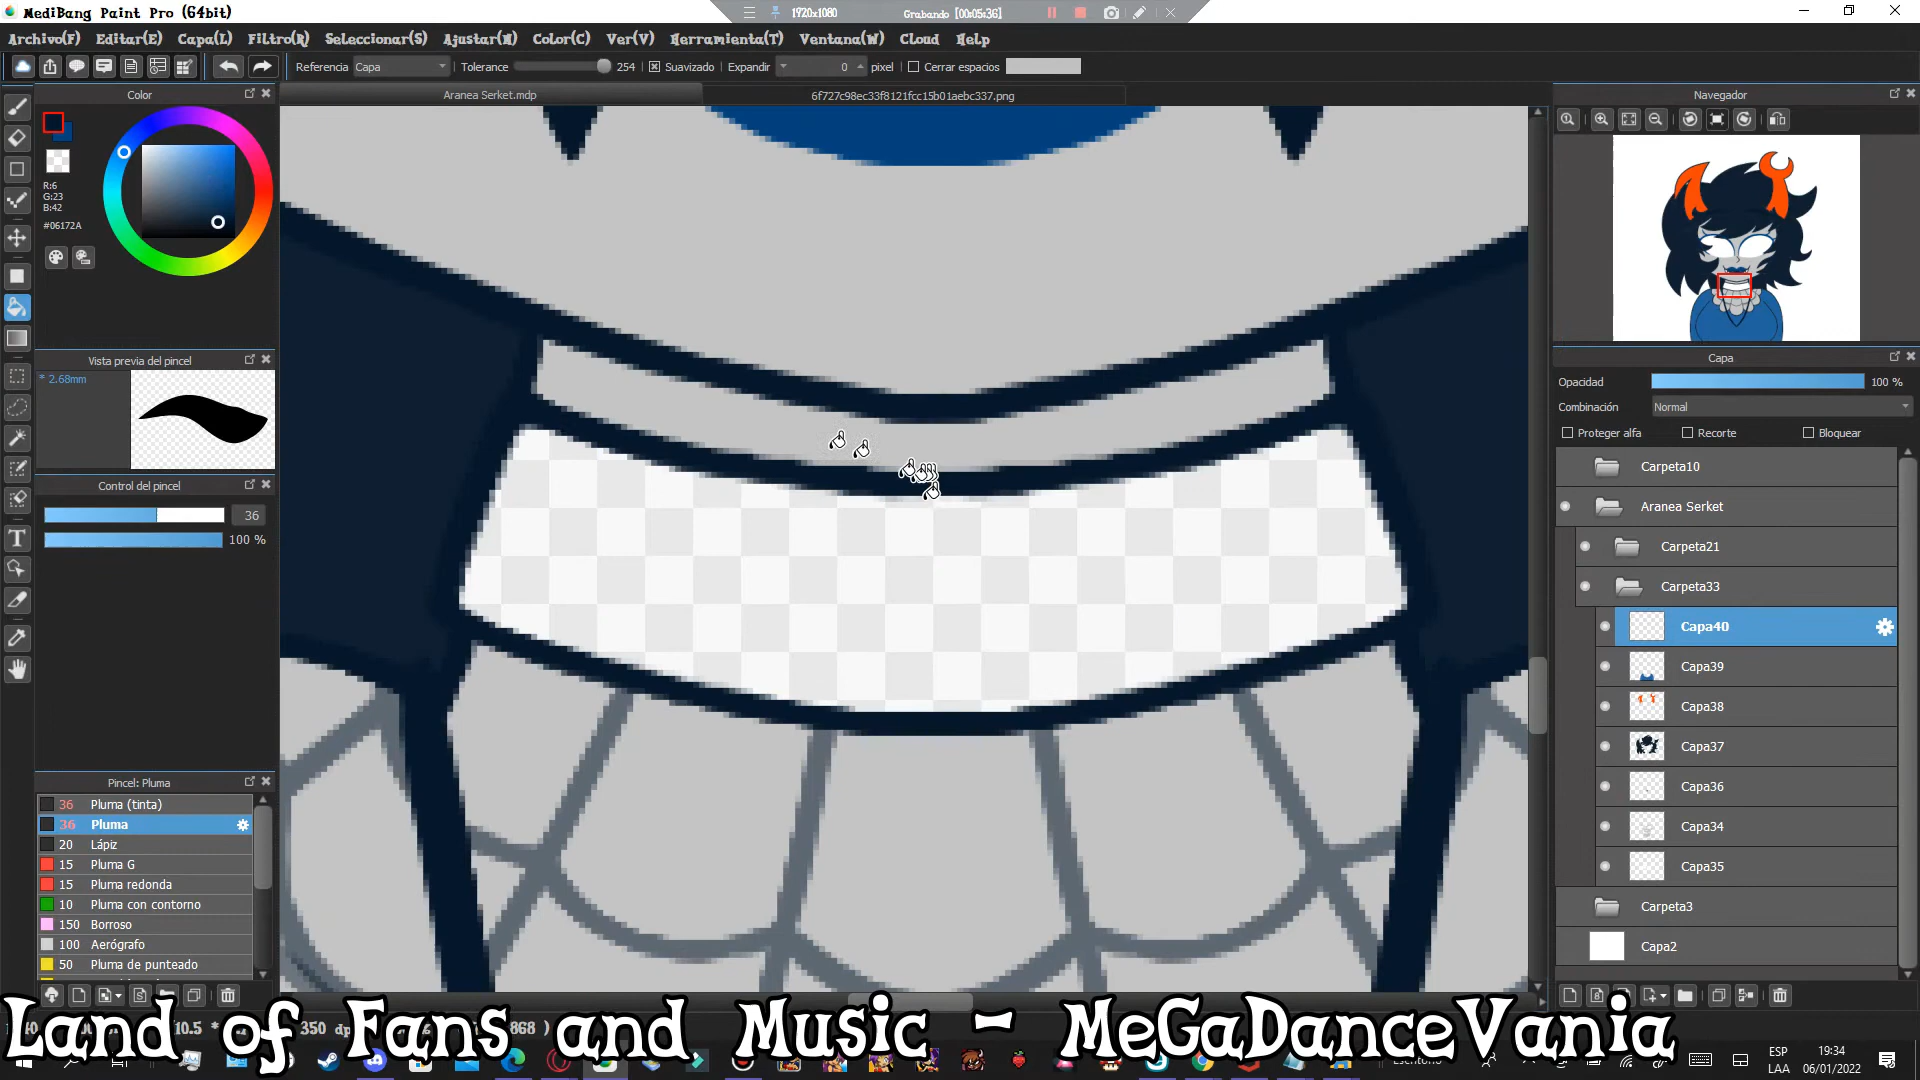 MediBang Paint Pro (64bit)
1920x1080
Grabando [00:05:36]
Archivo(F) Editar(E) Capa(L) Filtro(R) Seleccionar(S) Ajustar(N) Color(C) Ver(V) Herramienta(T) Ventana(W) Cloud Help
Referencia Capa Tolerance 254 Suavizado Expandir 0 pixel Cerrar espacios
Color
Aranea Serket.mdp
6f727c98ec33f8121fcc15b01aebc337.png
Navegador
R:6
G:23
B:42
#06172A
Vista previa del pincel
* 2.68mm
Control del pincel
36
100 %
Pincel: Pluma
36 Pluma (tinta)
36 Pluma
20 Lápiz
15 Pluma G
15 Pluma redonda
10 Pluma con contorno
150 Borroso
100 Aerógrafo
50 Pluma de punteado
Capa
Opacidad 100 %
Combinación Normal
Proteger alfa Recorte Bloquear
Carpeta10
Aranea Serket
Carpeta21
Carpeta33
Capa40
Capa39
Capa38
Capa37
Capa36
Capa34
Capa35
Carpeta3
Capa2
Land of Fans and Music - MeGaDanceVania
ESP
LAA
19:34
06/01/2022